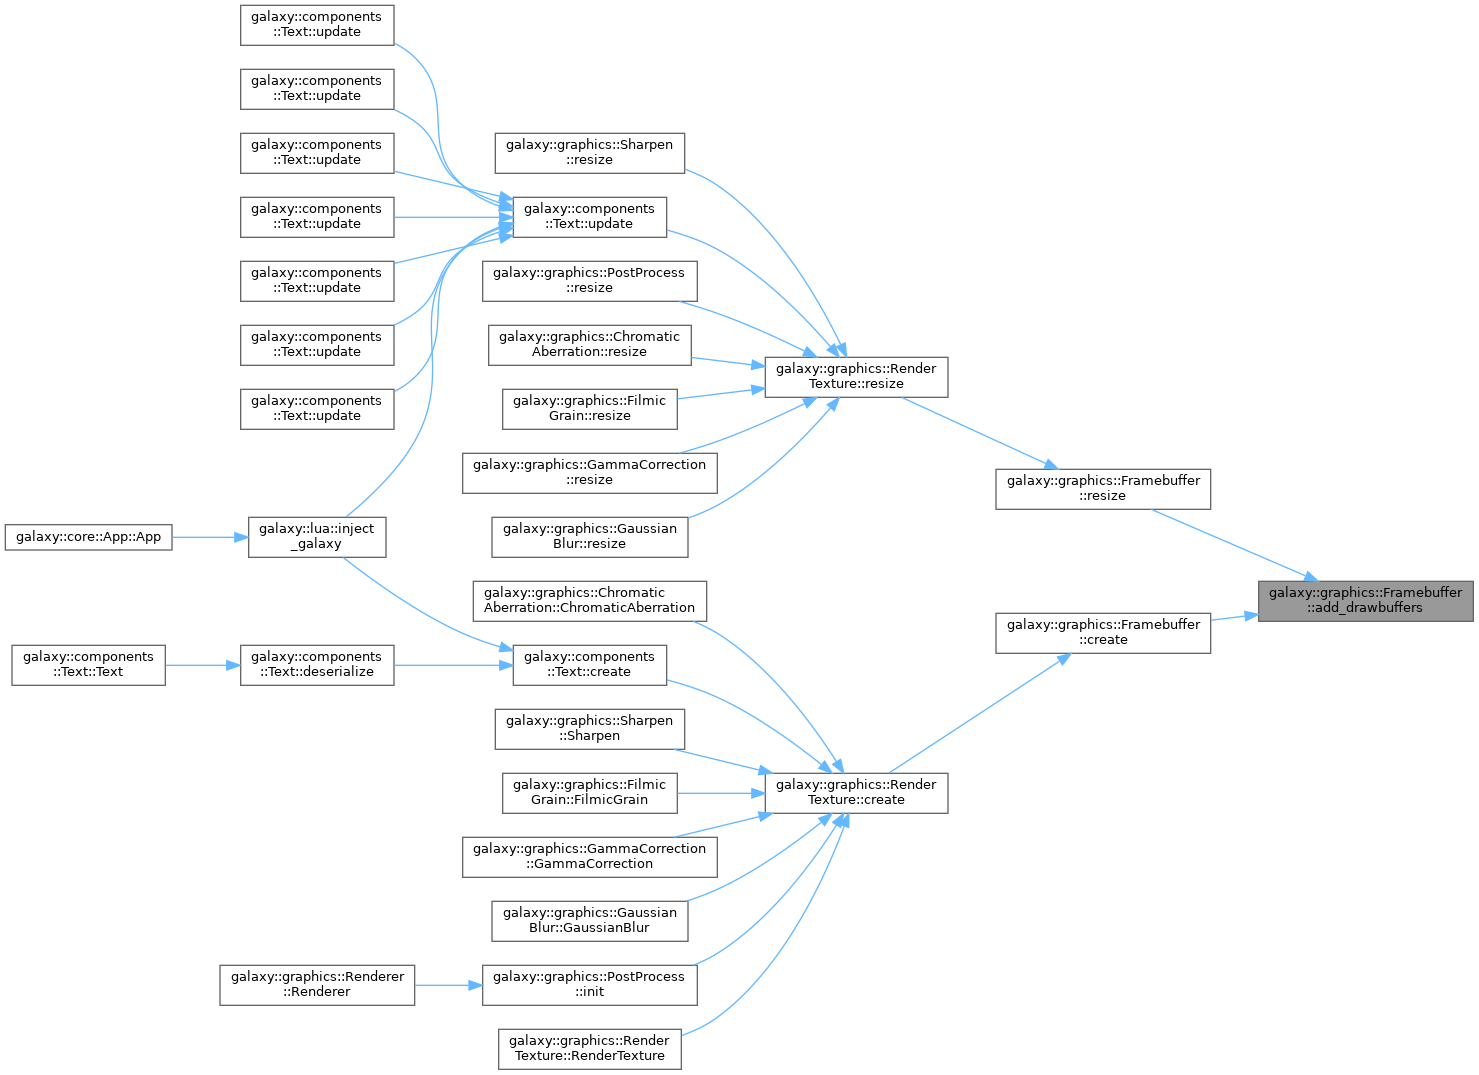 galaxy::components
::Text::update
galaxy::components
::Text::update
galaxy::components
::Text::update
galaxy::components
::Text::update
galaxy::components
::Text::update
galaxy::components
::Text::update
galaxy::components
::Text::update
galaxy::core::App::App
galaxy::lua::inject
_galaxy
galaxy::components
::Text::Text
galaxy::components
::Text::deserialize
galaxy::graphics::Renderer
::Renderer
galaxy::graphics::Sharpen
::resize
galaxy::components
::Text::update
galaxy::graphics::PostProcess
::resize
galaxy::graphics::Chromatic
Aberration::resize
galaxy::graphics::Filmic
Grain::resize
galaxy::graphics::GammaCorrection
::resize
galaxy::graphics::Gaussian
Blur::resize
galaxy::graphics::Chromatic
Aberration::ChromaticAberration
galaxy::components
::Text::create
galaxy::graphics::Sharpen
::Sharpen
galaxy::graphics::Filmic
Grain::FilmicGrain
galaxy::graphics::GammaCorrection
::GammaCorrection
galaxy::graphics::Gaussian
Blur::GaussianBlur
galaxy::graphics::PostProcess
::init
galaxy::graphics::Render
Texture::RenderTexture
galaxy::graphics::Render
Texture::resize
galaxy::graphics::Render
Texture::create
galaxy::graphics::Framebuffer
::resize
galaxy::graphics::Framebuffer
::create
galaxy::graphics::Framebuffer
::add_drawbuffers